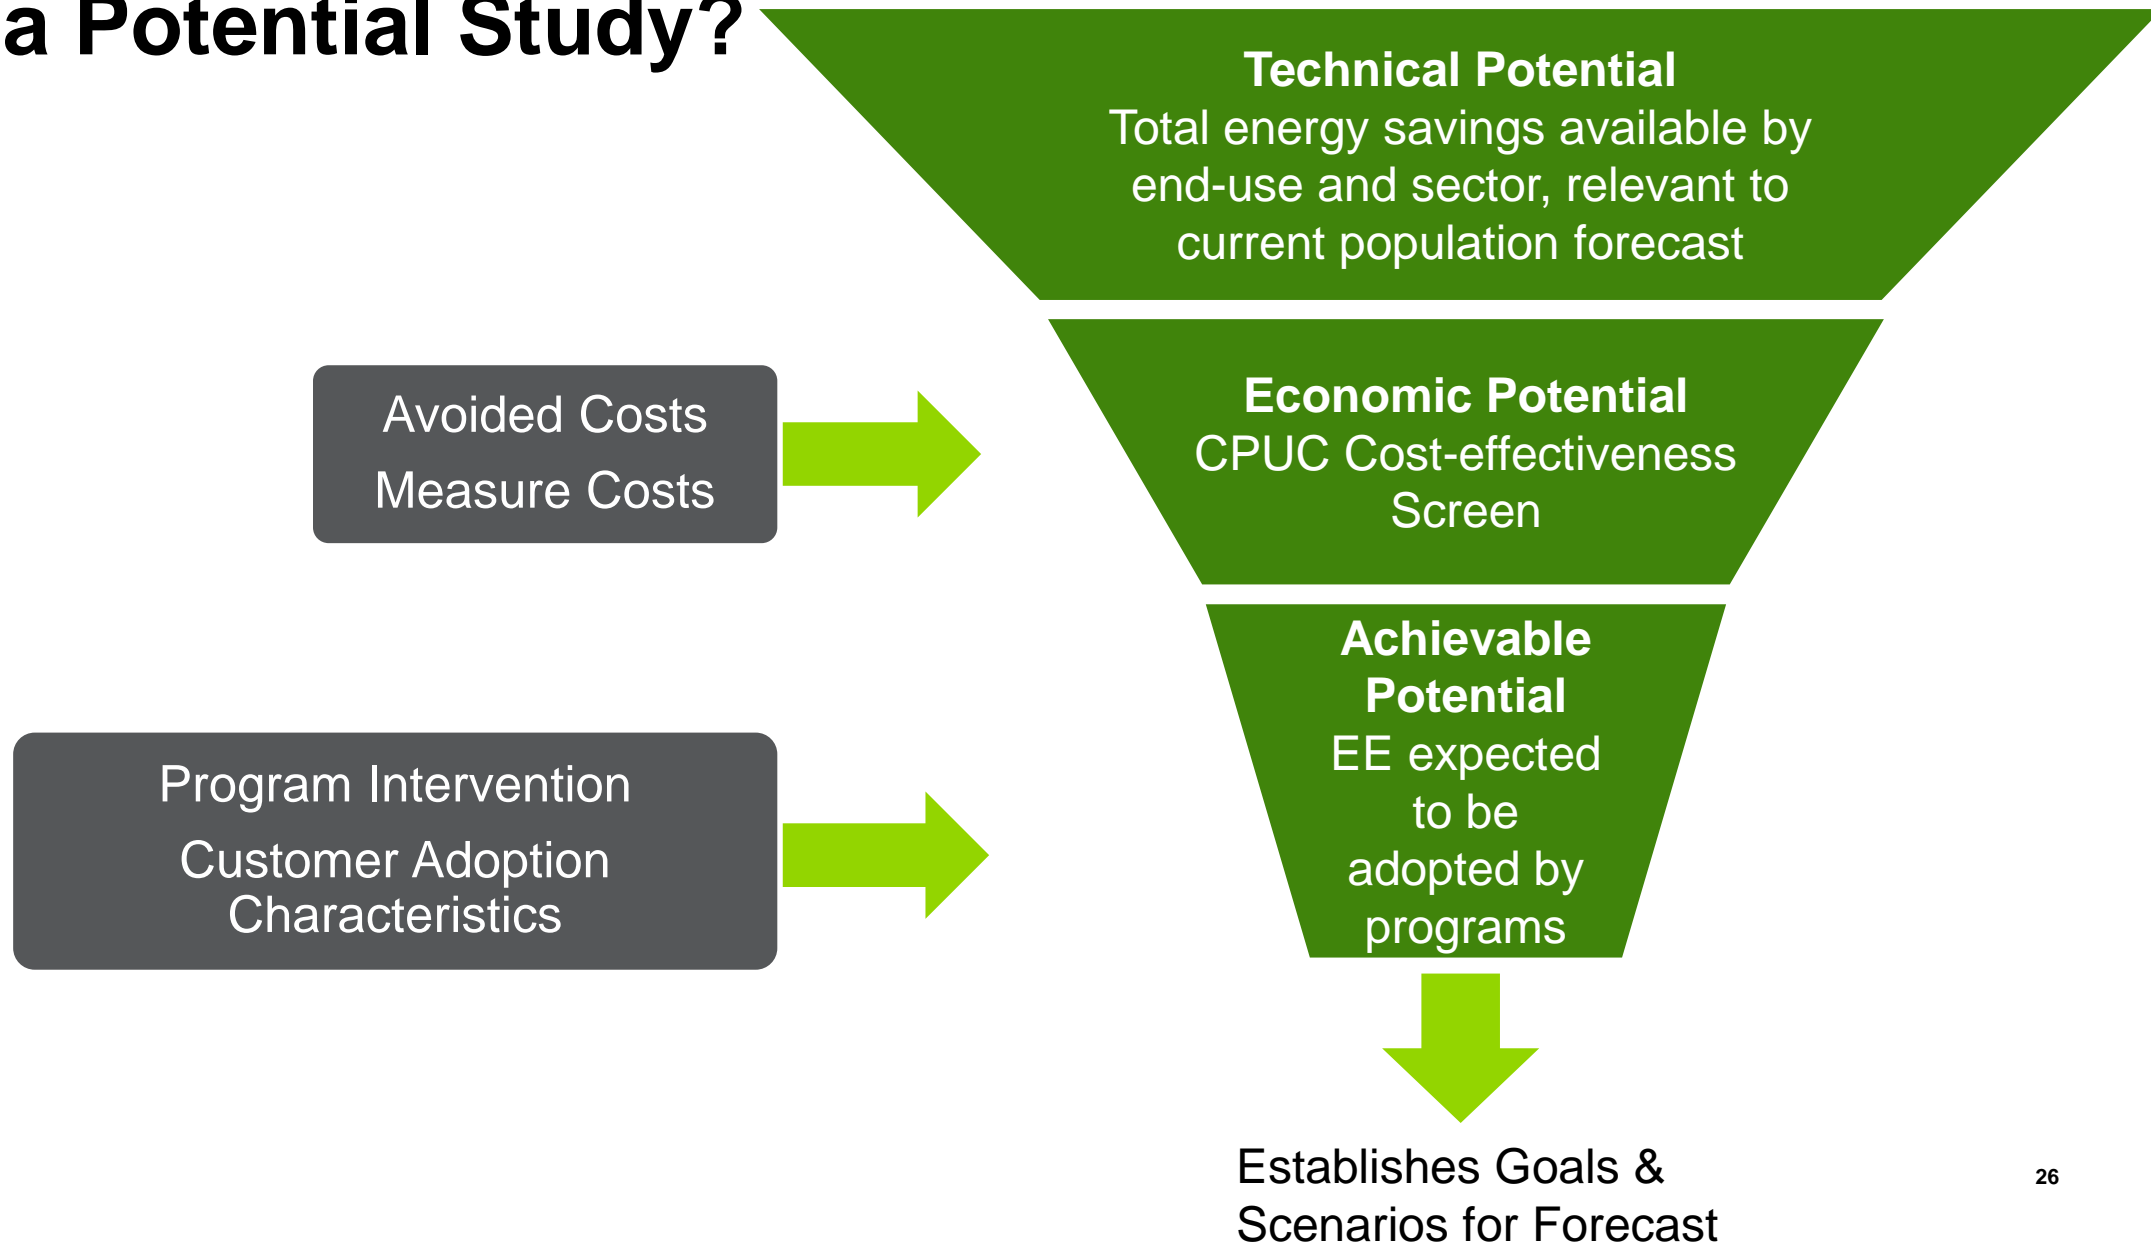 a Potential Study?
Technical Potential
Total energy savings available by
end-use and sector, relevant to
current population forecast
Avoided Costs
Measure Costs
Economic Potential
CPUC Cost-effectiveness
Screen
Achievable
Potential
EE expected
to be
adopted by
programs
Program Intervention
Customer Adoption
Characteristics
Establishes Goals &
Scenarios for Forecast
26